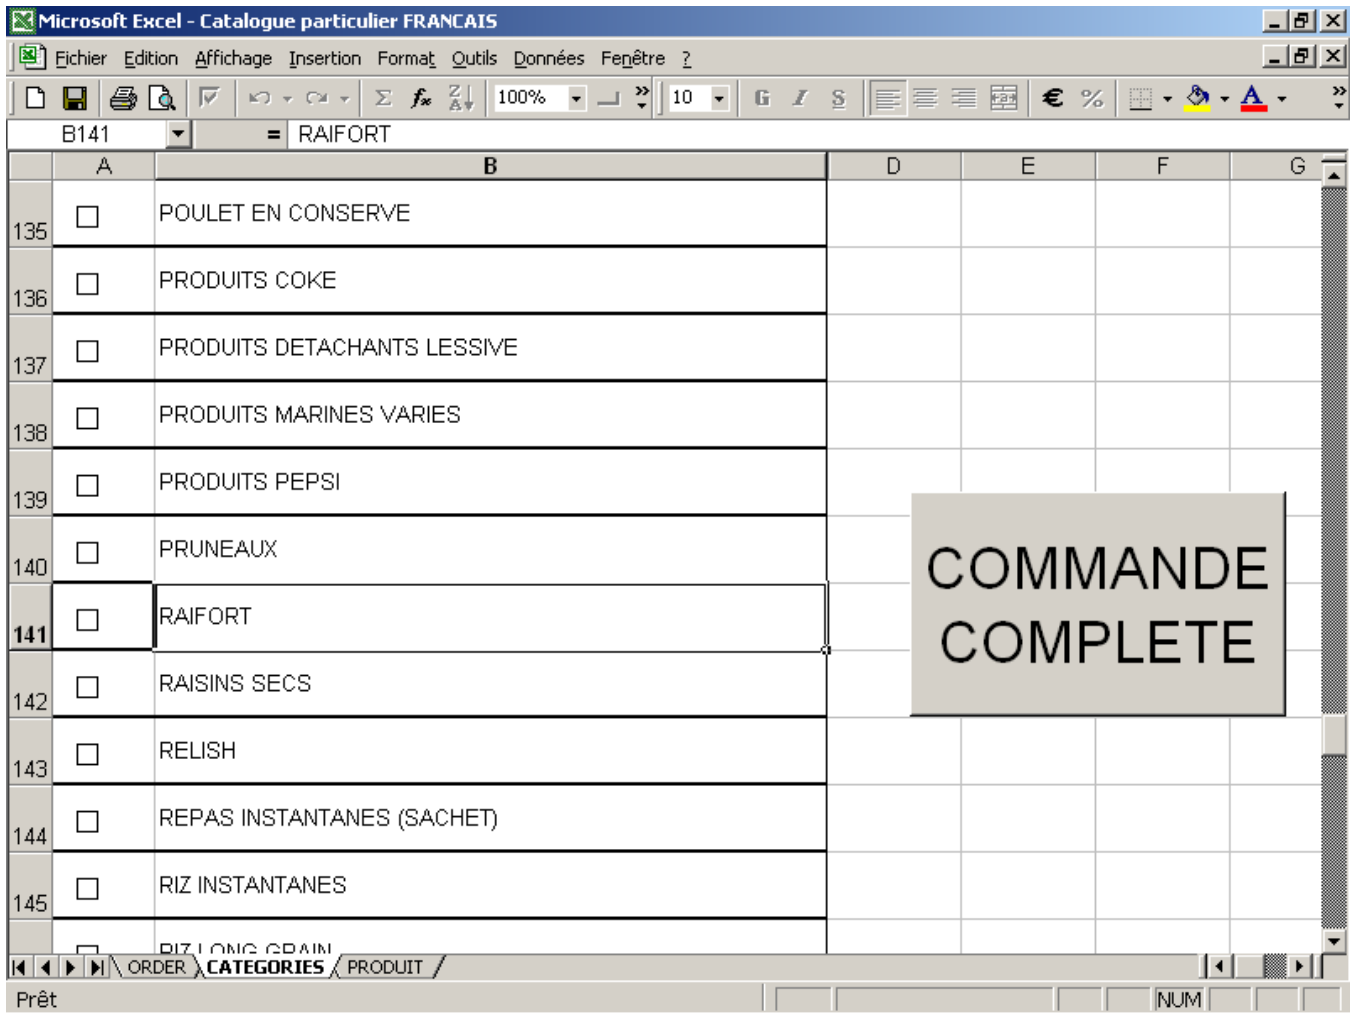 Microsoft Excel - Catalogue particulier FRANCAIS
Fichier Edition Affichage Insertion Format Outils Données Fenêtre ?
100% 10 G I S € %
B141 = RAIFORT
A B D E F G
135 POULET EN CONSERVE
136 PRODUITS COKE
137 PRODUITS DETACHANTS LESSIVE
138 PRODUITS MARINES VARIES
139 PRODUITS PEPSI
140 PRUNEAUX
141 RAIFORT
142 RAISINS SECS
143 RELISH
144 REPAS INSTANTANES (SACHET)
145 RIZ INSTANTANES
RIZ LONG GRAIN
COMMANDE
COMPLETE
ORDER CATEGORIES PRODUIT
Prêt NUM